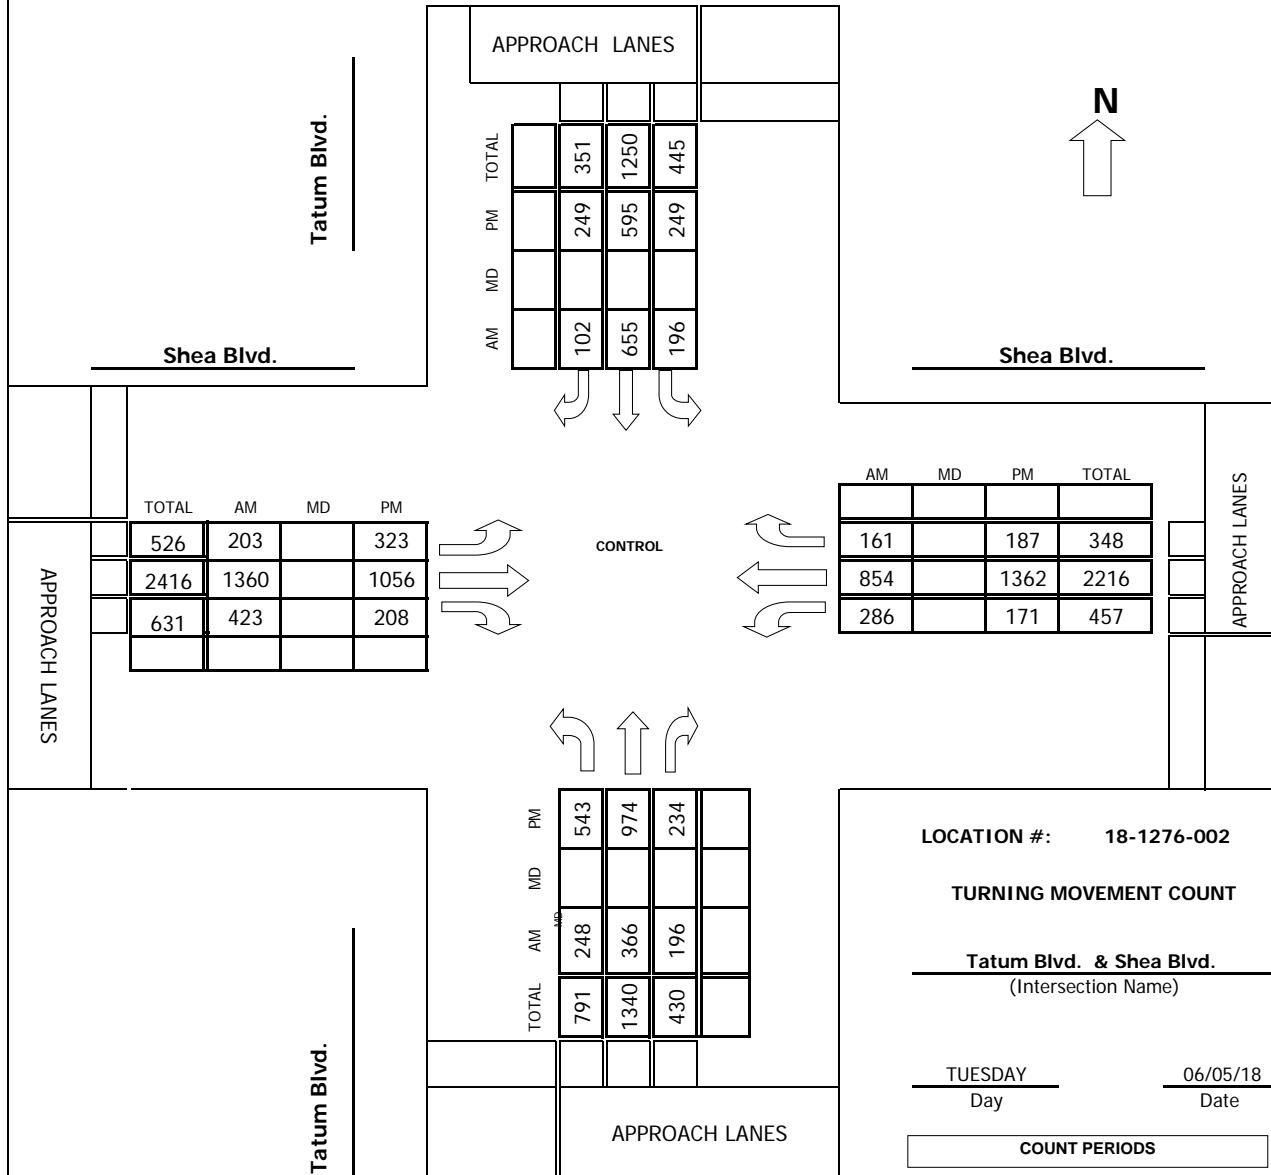 APPROACH LANES
N
Tatum Blvd.
TOTAL 351 1250 445
PM 249 595 249
MD
AM 102 655 196
Shea Blvd.
Shea Blvd.
TOTAL AM MD PM
526 203 323
2416 1360 1056
631 423 208
APPROACH LANES
CONTROL
AM MD PM TOTAL
161 187 348
854 1362 2216
286 171 457
APPROACH LANES
PM 543 974 234
MD
MD
AM 248 366 196
TOTAL 791 1340 430
Tatum Blvd.
APPROACH LANES
LOCATION #: 18-1276-002
TURNING MOVEMENT COUNT
Tatum Blvd. & Shea Blvd.
(Intersection Name)
TUESDAY 06/05/18
Day Date
COUNT PERIODS